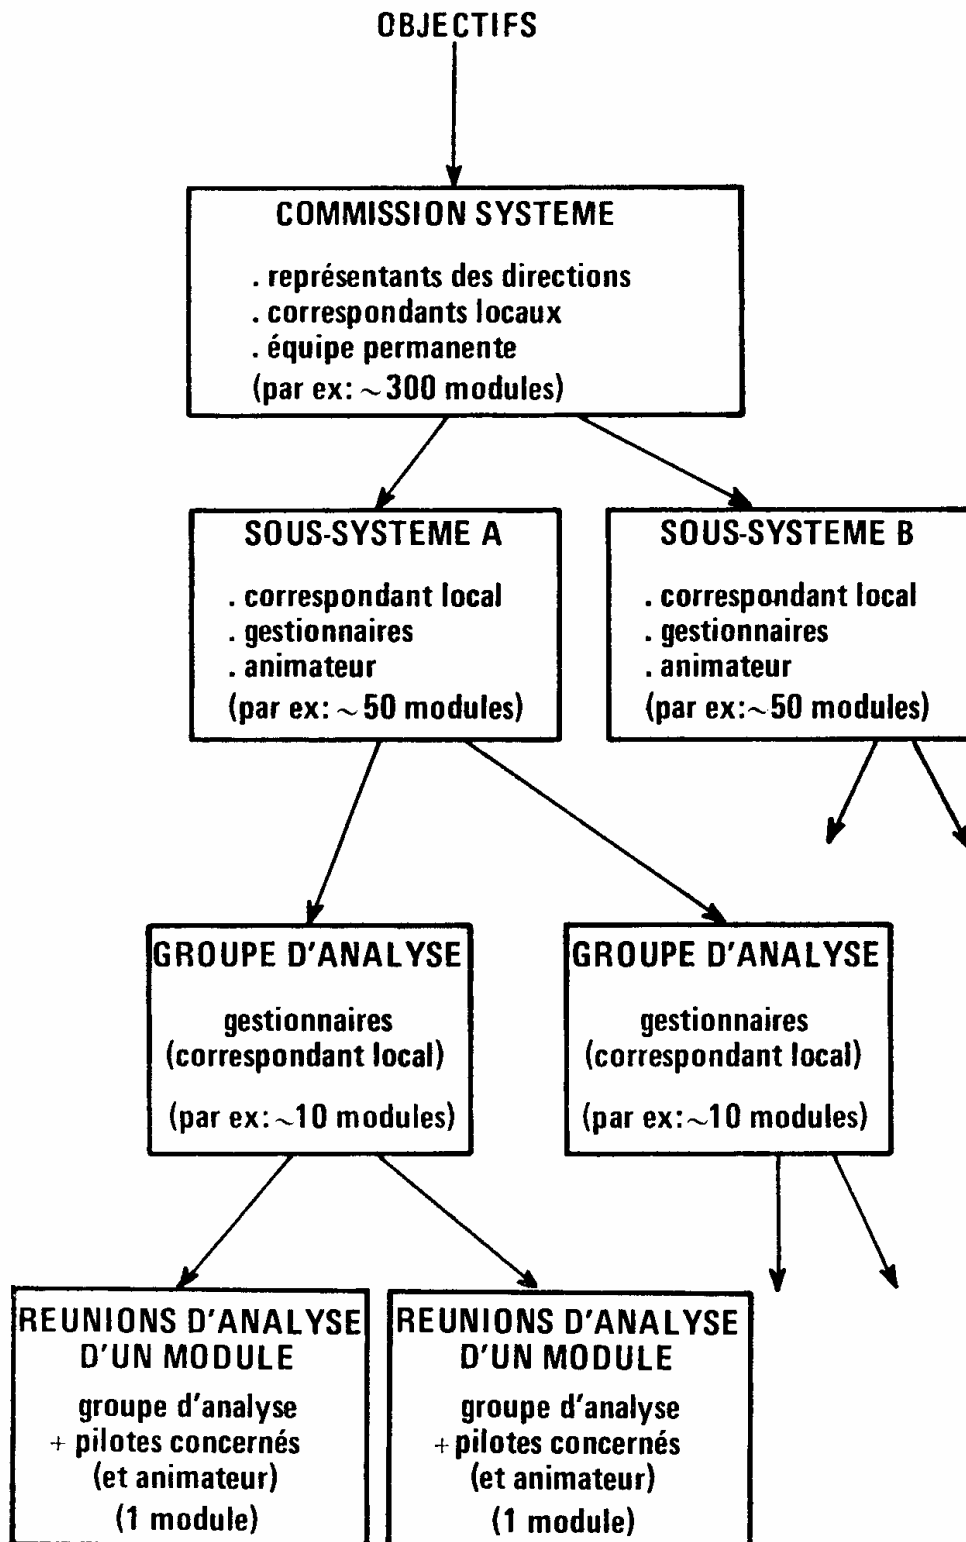 OBJECTIFS
COMMISSION SYSTEME
. représentants des directions
. correspondants locaux
. équipe permanente
(par ex: ~300 modules)
SOUS-SYSTEME A
. correspondant local
. gestionnaires
. animateur
(par ex: ~50 modules)
SOUS-SYSTEME B
. correspondant local
. gestionnaires
. animateur
(par ex:~50 modules)
GROUPE D'ANALYSE
gestionnaires
(correspondant local)
(par ex:~10 modules)
GROUPE D'ANALYSE
gestionnaires
(correspondant local)
(par ex:~10 modules)
REUNIONS D'ANALYSE
D'UN MODULE
groupe d'analyse
+ pilotes concernés
(et animateur)
(1 module)
REUNIONS D'ANALYSE
D'UN MODULE
groupe d'analyse
+ pilotes concernés
(et animateur)
(1 module)